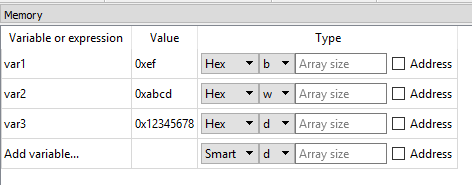 Memory
Variable or expression Value Type
var1 0xef Hex b Array size Address
var2 0xabcd Hex w Array size Address
var3 0x12345678 Hex d Array size Address
Add variable... Smart d Array size Address